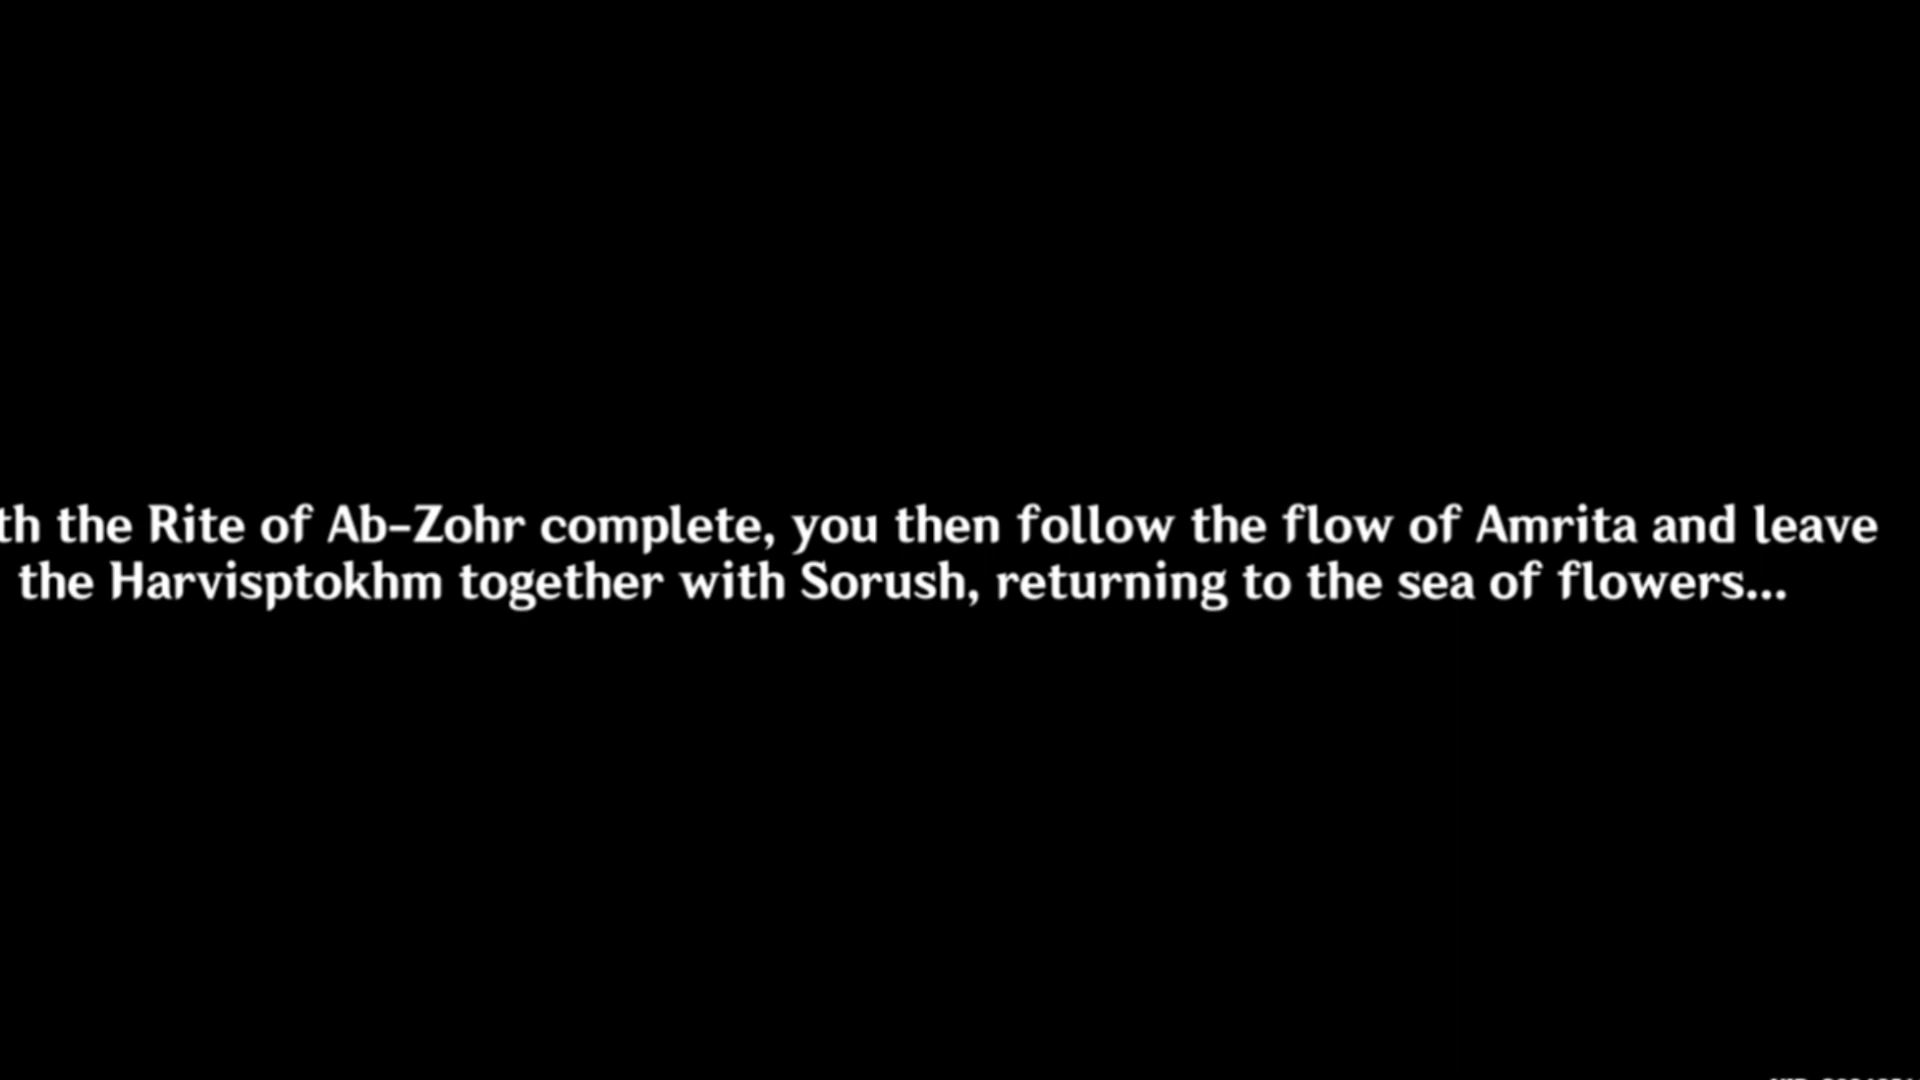 th the Rite of Ab-Zohr complete, you then follow the flow of Amrita and leave
the Harvisptokhm together with Sorush, returning to the sea of flowers...